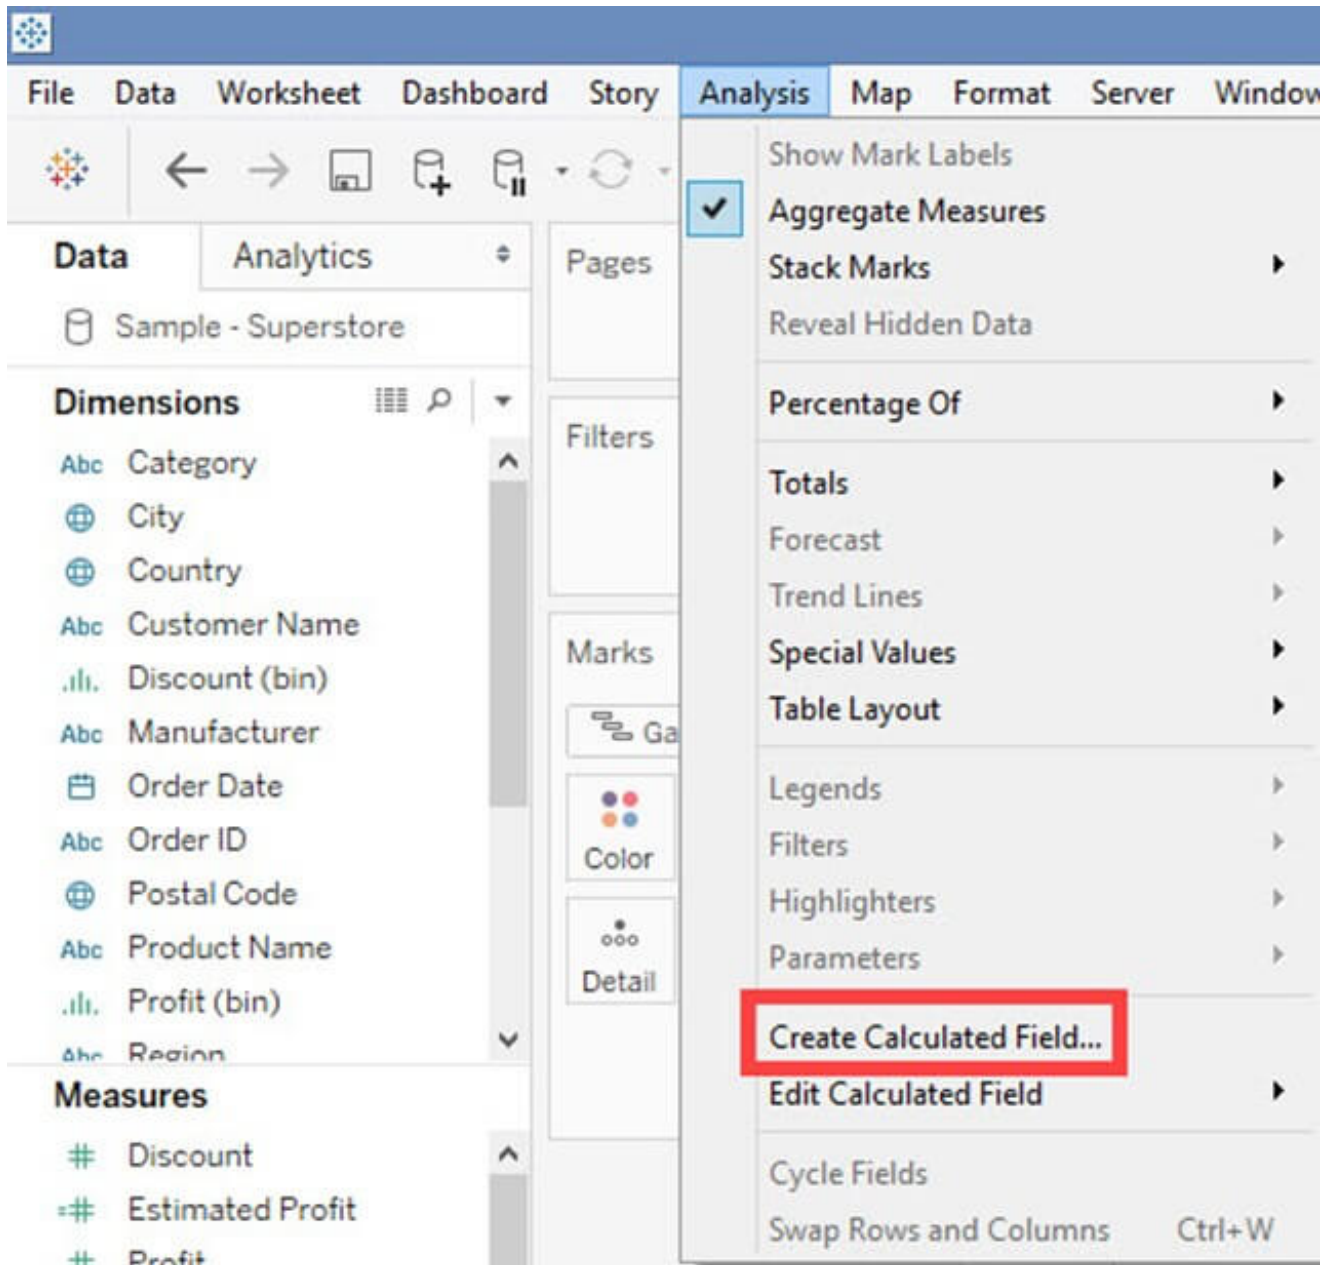 File Data Worksheet Dashboard Story Analysis Map Format Server Window
Data Analytics
Sample - Superstore
Dimensions
Abc Category
City
Country
Abc Customer Name
Discount (bin)
Abc Manufacturer
Order Date
Abc Order ID
Postal Code
Abc Product Name
Profit (bin)
Abc Region
Measures
# Discount
=# Estimated Profit
# Profit
Pages
Filters
Marks
Ga
Color
Detail
Show Mark Labels
Aggregate Measures
Stack Marks
Reveal Hidden Data
Percentage Of
Totals
Forecast
Trend Lines
Special Values
Table Layout
Legends
Filters
Highlighters
Parameters
Create Calculated Field...
Edit Calculated Field
Cycle Fields
Swap Rows and Columns Ctrl+W